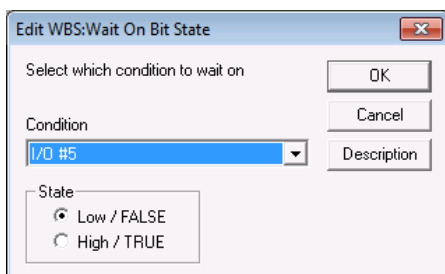 Edit WBS:Wait On Bit State
Select which condition to wait on
OK
Cancel
Condition
I/O #5
Description
State
Low / FALSE
High / TRUE